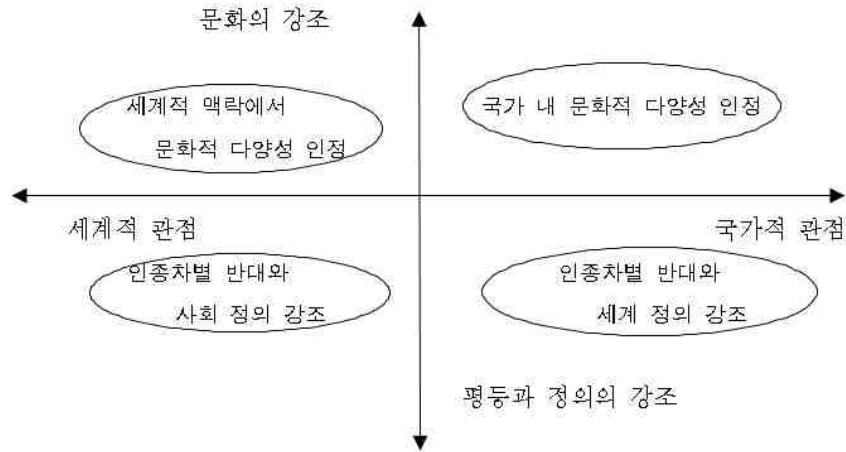 문화의 강조
세계적 맥락에서
문화적 다양성 인정
국가 내 문화적 다양성 인정
세계적 관점
국가적 관점
인종차별 반대와
사회 정의 강조
인종차별 반대와
세계 정의 강조
평등과 정의의 강조